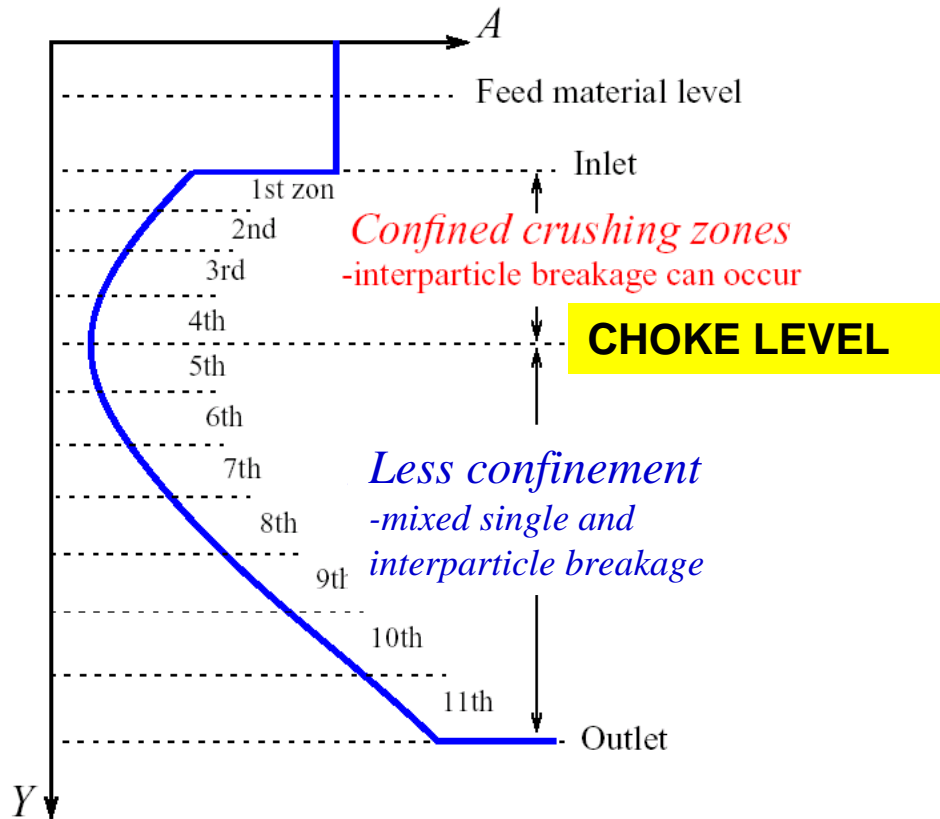 A
Feed material level
Inlet
1st zon
2nd
Confined crushing zones
3rd
-interparticle breakage can occur
4th
CHOKE LEVEL
5th
6th
Less confinement
7th
-mixed single and
8th
interparticle breakage
9th
10th
11th
Outlet
Y